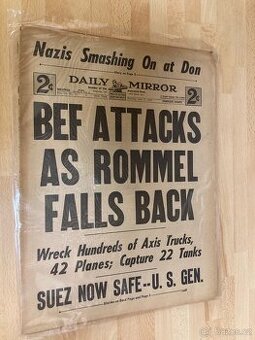 Nazis Smashing On at Don
2¢ DAILY MIRROR 2¢
BEF ATTACKS
AS ROMMEL
FALLS BACK
Wreck Hundreds of Axis Trucks,
42 Planes; Capture 22 Tanks
SUEZ NOW SAFE--U. S. GEN.